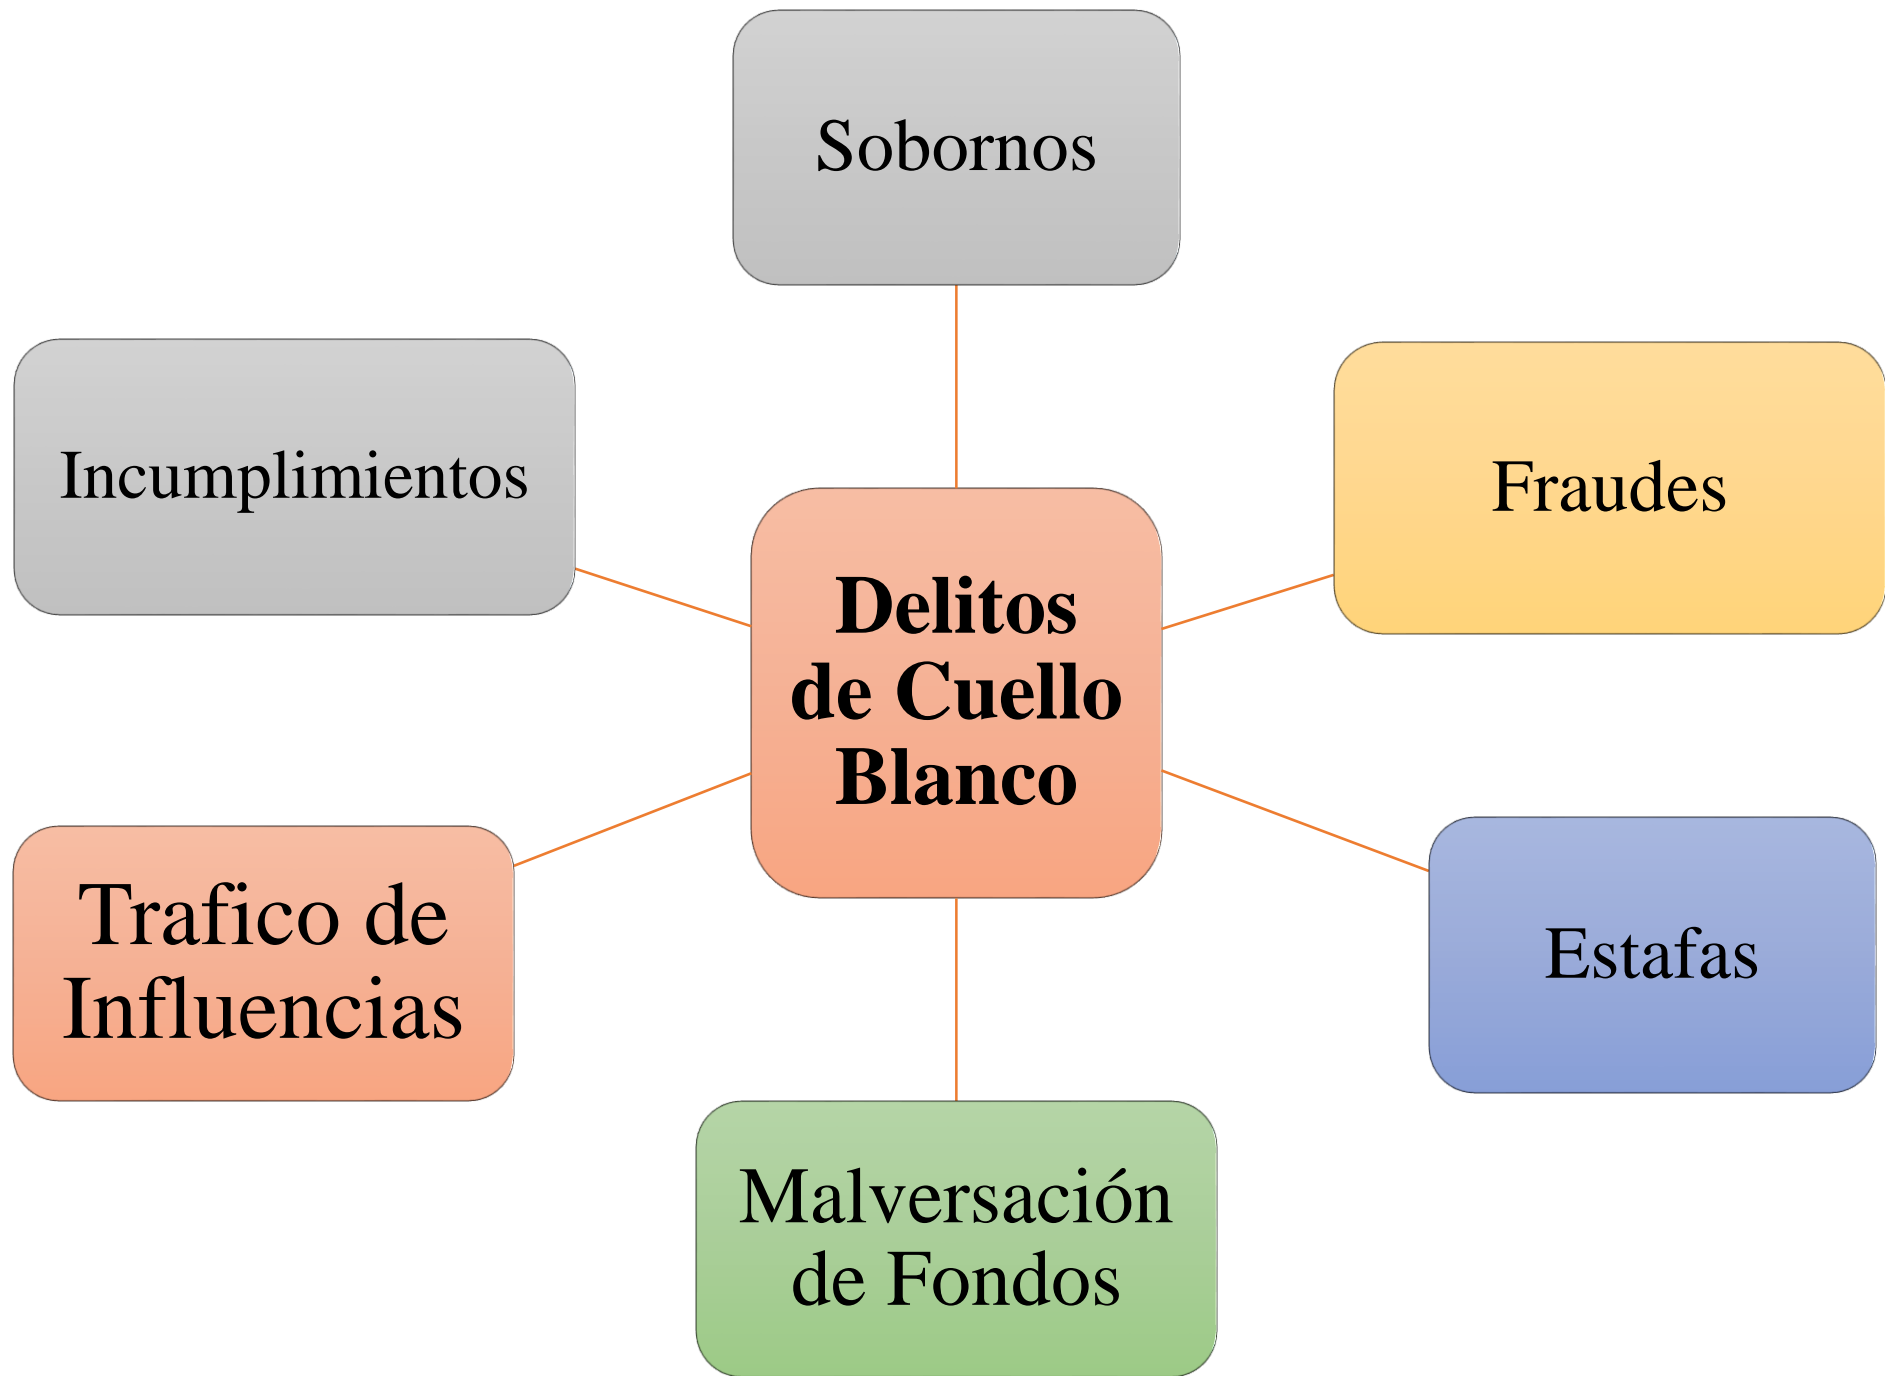 Sobornos
Incumplimientos
Fraudes
Delitos
de Cuello
Blanco
Trafico de
Influencias
Estafas
Malversación
de Fondos